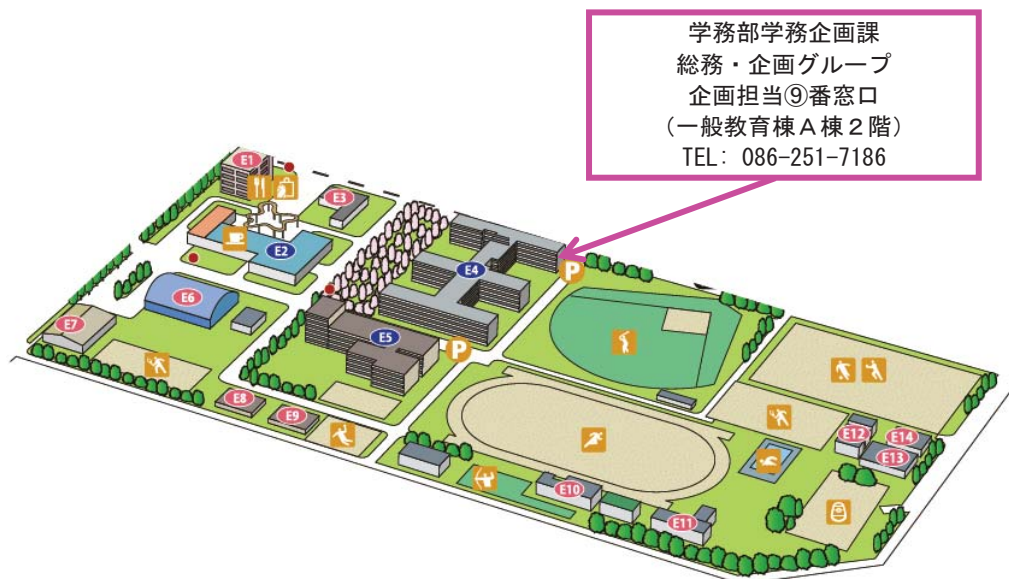 学務部学務企画課
総務・企画グループ
企画担当⑨番窓口
（一般教育棟Ａ棟２階）
TEL: 086-251-7186
E1
E3
E2
E4
P
E6
E7
E5
P
E8
E9
E12
E14
E13
E10
E11